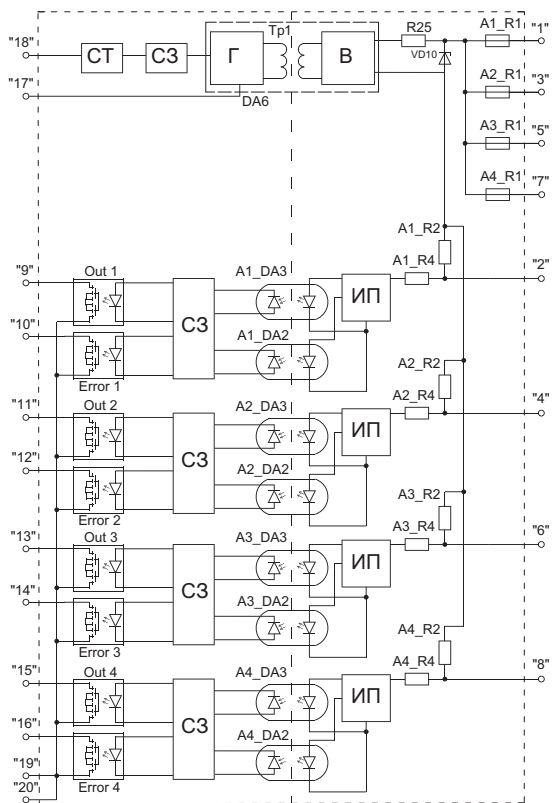 "18"
СТ
СЗ
Г
Тр1
В
R25
VD10
A1_R1
"1"
A2_R1
"3"
"17"
DA6
A3_R1
"5"
A4_R1
"7"
A1_R2
"9"
Out 1
A1_DA3
ИП
A1_R4
"2"
СЗ
"10"
A1_DA2
Error 1
A2_R2
"11"
Out 2
A2_DA3
ИП
A2_R4
"4"
СЗ
"12"
A2_DA2
Error 2
A3_R2
"13"
Out 3
A3_DA3
ИП
A3_R4
"6"
СЗ
"14"
A3_DA2
Error 3
A4_R2
"15"
Out 4
A4_DA3
ИП
A4_R4
"8"
СЗ
"16"
A4_DA2
"19"
Error 4
"20"